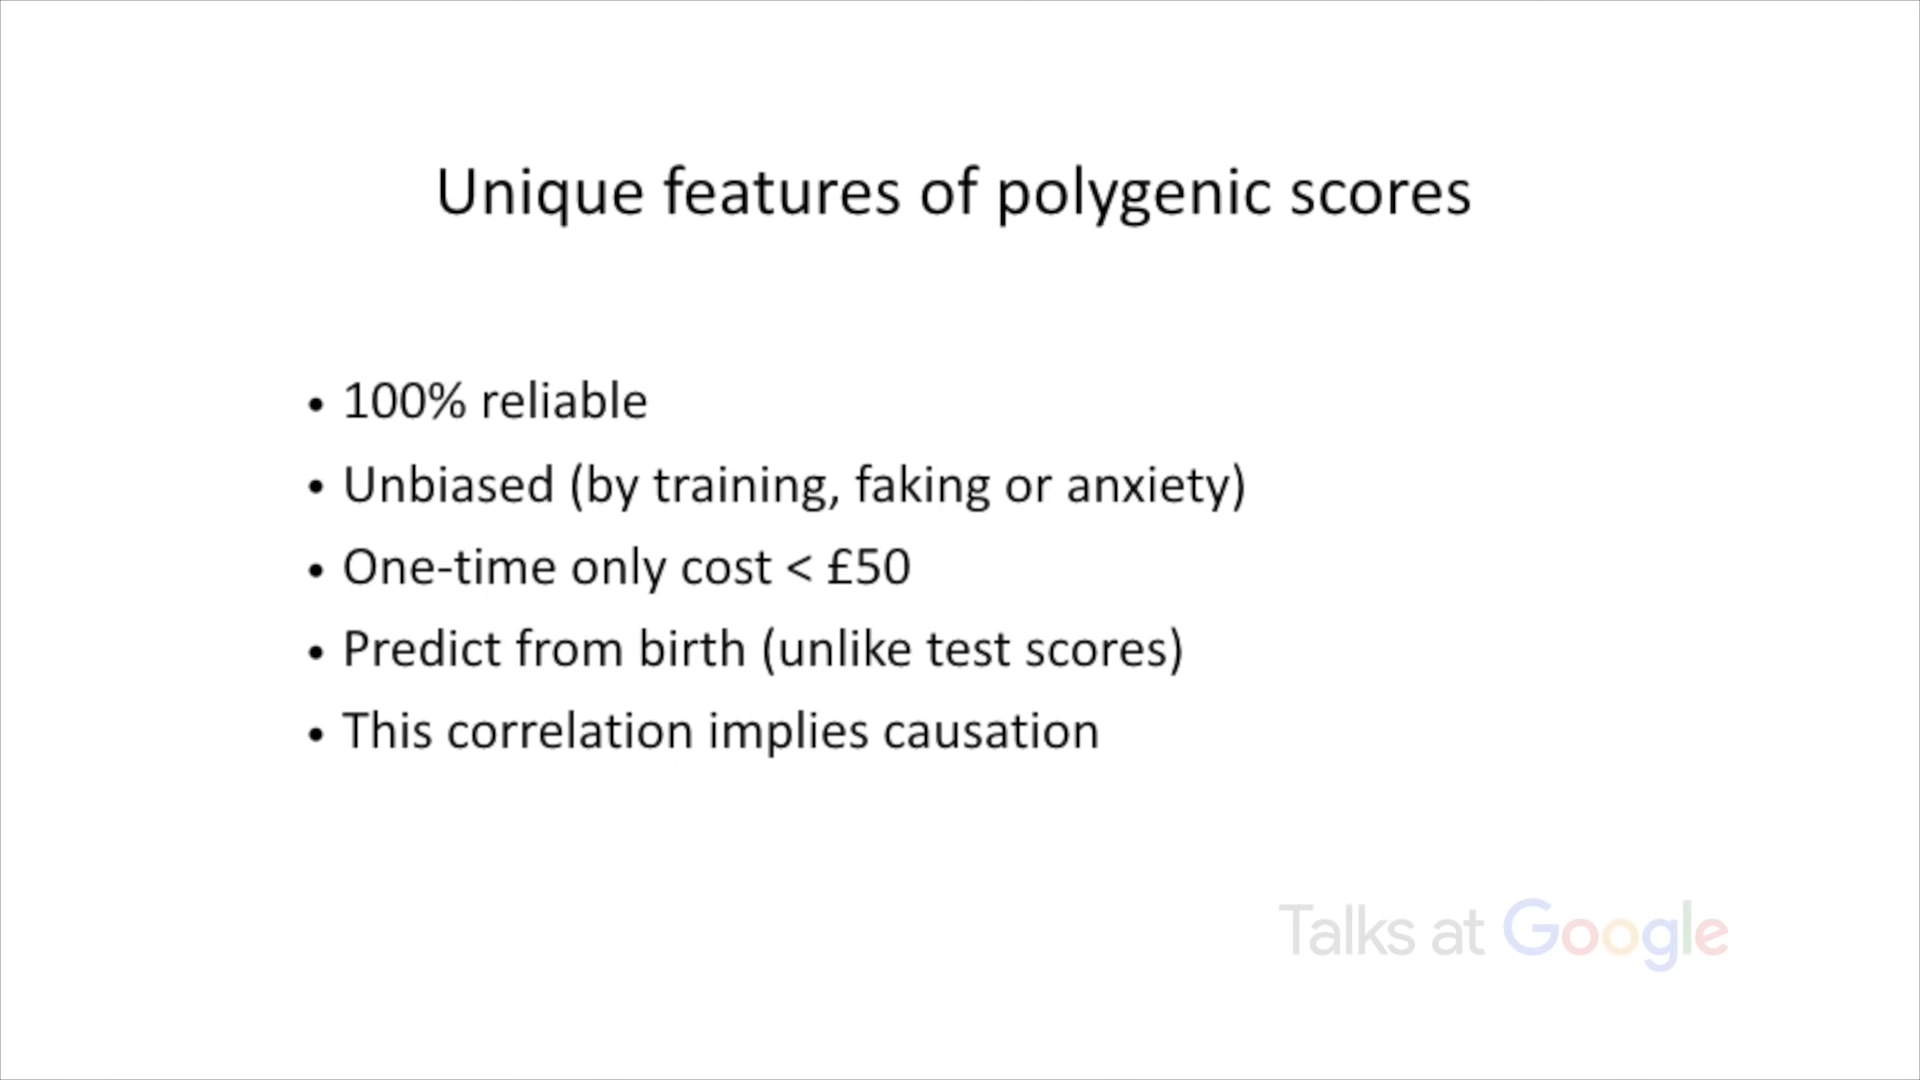 Unique features of polygenic scores
• 100% reliable
• Unbiased (by training, faking or anxiety)
• One-time only cost < £50
• Predict from birth (unlike test scores)
• This correlation implies causation
Talks at Google